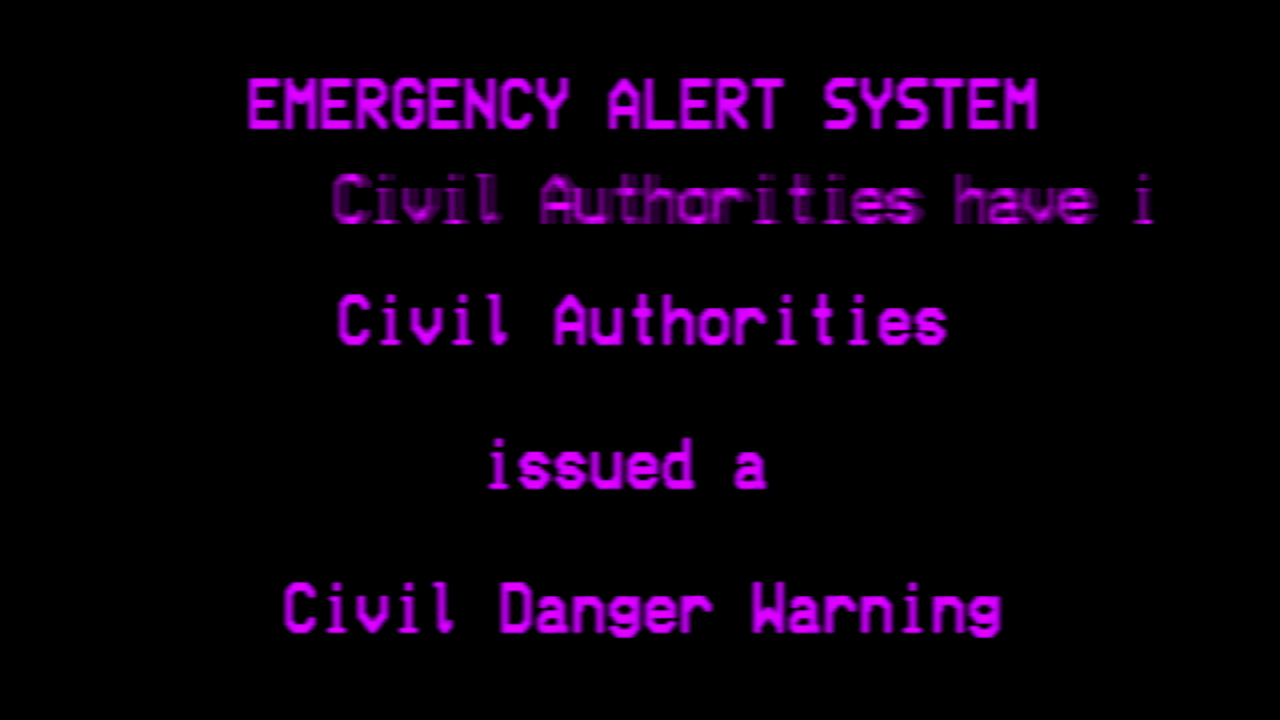 EMERGENCY ALERT SYSTEM
Civil Authorities have i
Civil Authorities
issued a
Civil Danger Warning